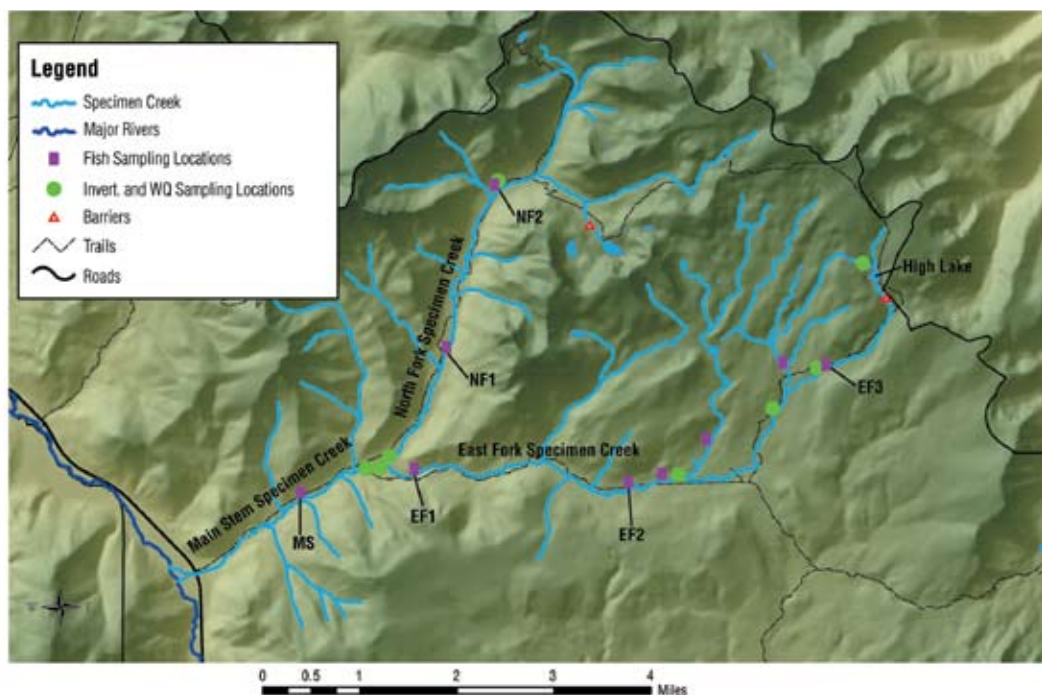 Legend
Specimen Creek
Major Rivers
Fish Sampling Locations
Invert. and WQ Sampling Locations
Barriers
Trails
Roads
NF2
High Lake
North Fork Specimen Creek
NF1
EF3
East Fork Specimen Creek
Main Stem Specimen Creek
EF1
EF2
MS
0 0.5 1 2 3 4
Miles